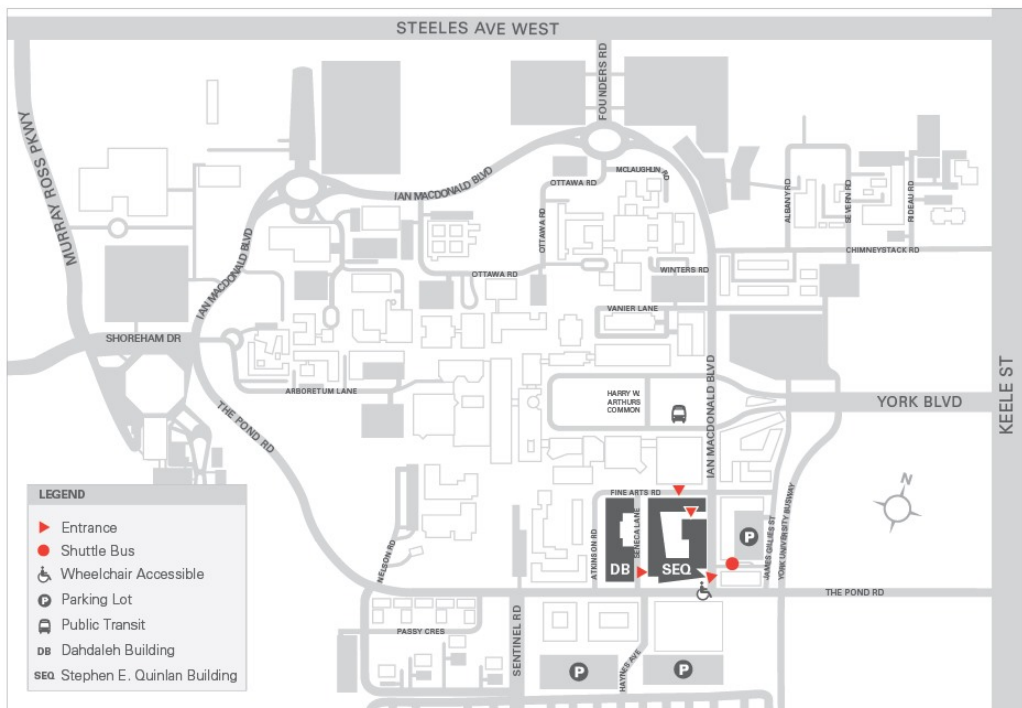 STEELES AVE WEST
MURRAY ROSS PKWY
FOUNDERS RD
KEELE ST
IAN MACDONALD BLVD
OTTAWA RD
MCLAUGHLIN RD
OTTAWA RD
ALBANY RD
SEVERN RD
RIDEAU RD
CHIMNEYSTACK RD
IAN MACDONALD BLVD
OTTAWA RD
WINTERS RD
VANIER LANE
SHOREHAM DR
ARBORETUM LANE
HARRY W.
ARTHURS
COMMON
IAN MACDONALD BLVD
YORK BLVD
THE POND RD
FINE ARTS RD
N
ATKINSON RD
SENECA LANE
DB
SEQ
P
JAMES GILLIES ST
YORK UNIVERSITY BUSWAY
NELSON RD
THE POND RD
PASSY CRES
SENTINEL RD
HAYNES AVE
P
P
LEGEND
Entrance
Shuttle Bus
Wheelchair Accessible
P Parking Lot
Public Transit
DB Dahdaleh Building
SEQ Stephen E. Quinlan Building